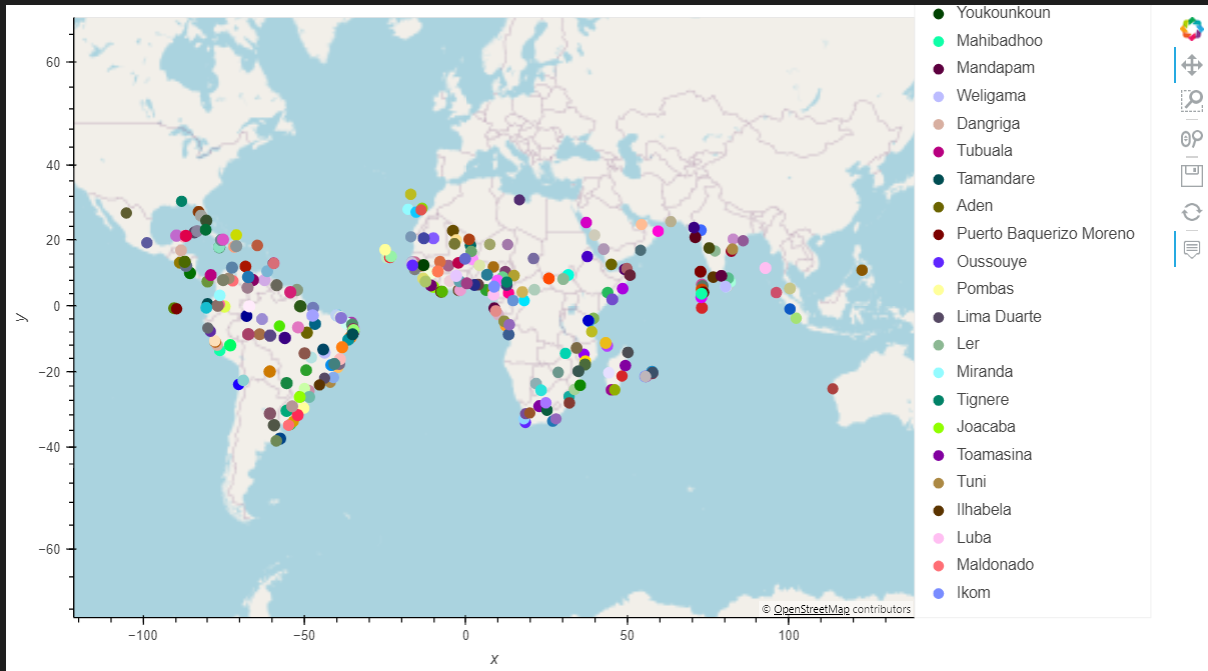 60
40
20
0
−20
−40
−60
y
−100
−50
0
50
100
x
© OpenStreetMap contributors
Youkounkoun
Mahibadhoo
Mandapam
Weligama
Dangriga
Tubuala
Tamandare
Aden
Puerto Baquerizo Moreno
Oussouye
Pombas
Lima Duarte
Ler
Miranda
Tignere
Joacaba
Toamasina
Tuni
Ilhabela
Luba
Maldonado
Ikom